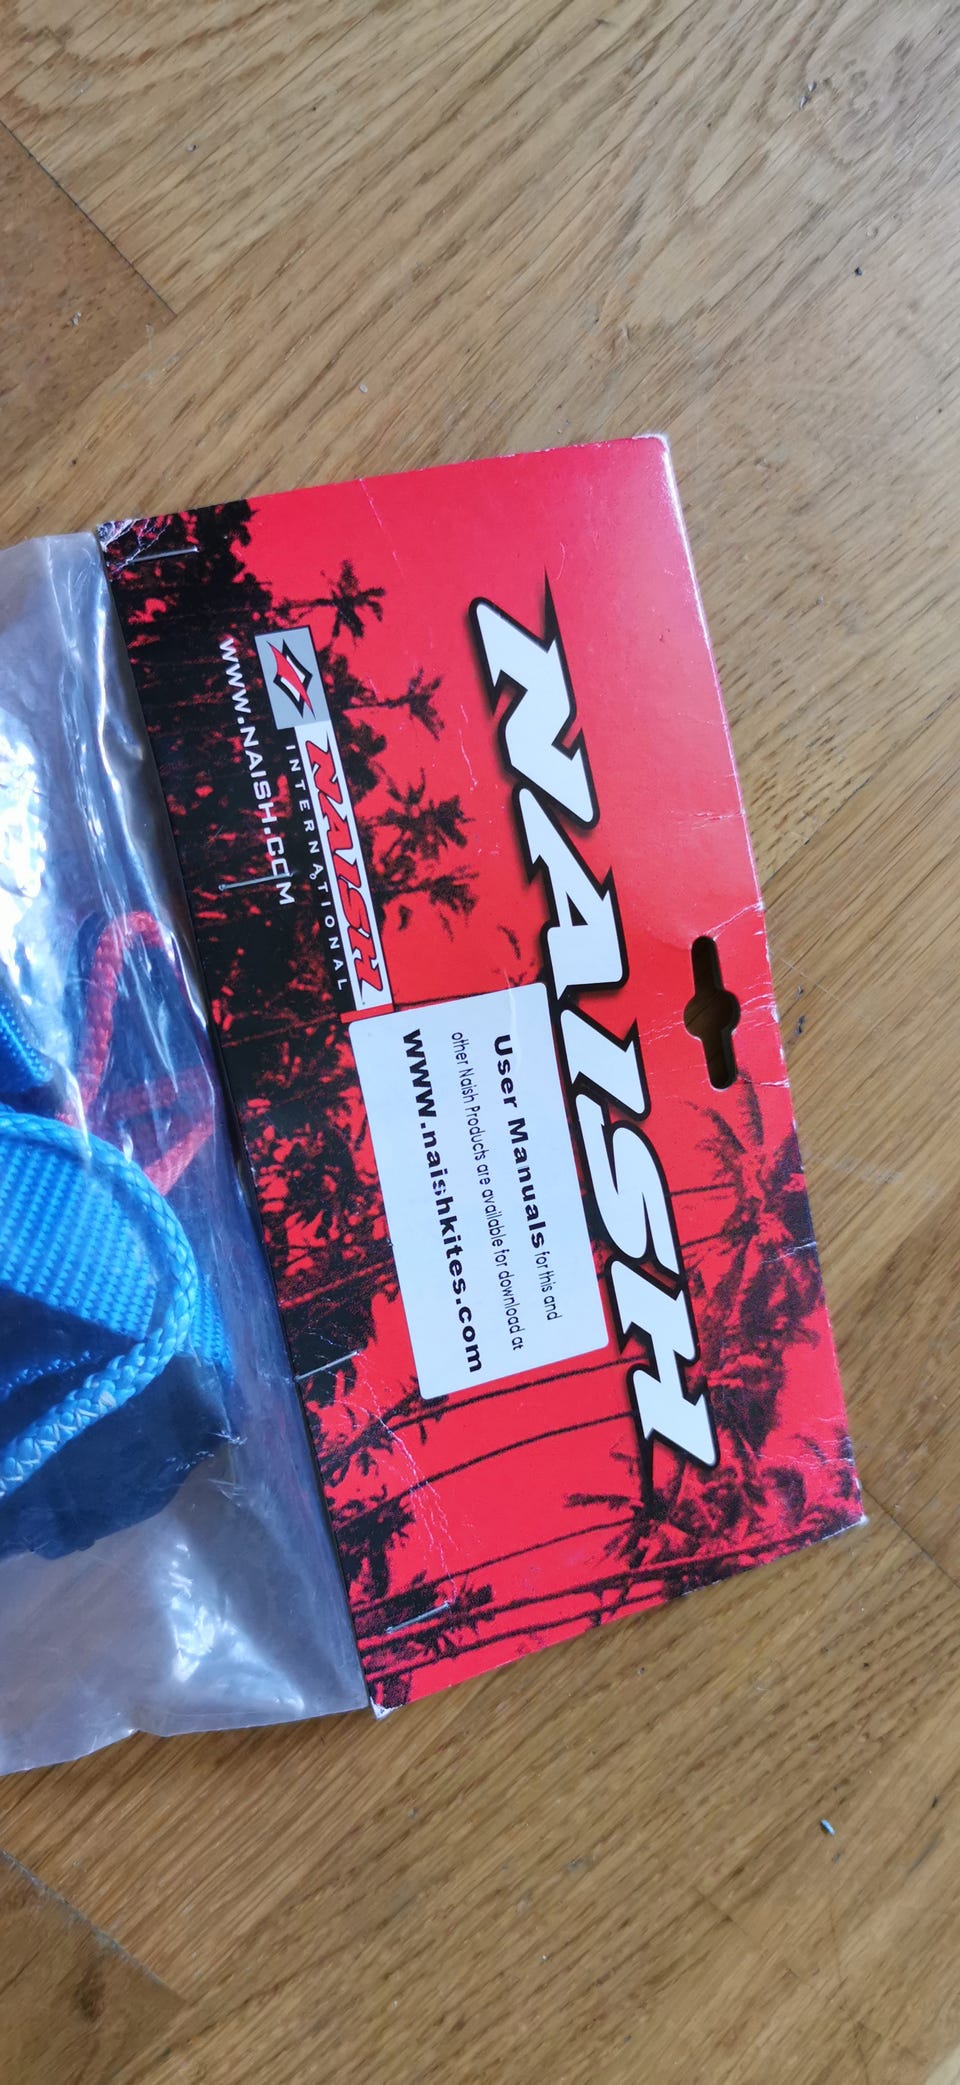 NAISH
User Manuals for this and
other Naish Products are available for download at
www.naishkites.com
NAISH
INTERNATIONAL
WWW.NAISH.COM